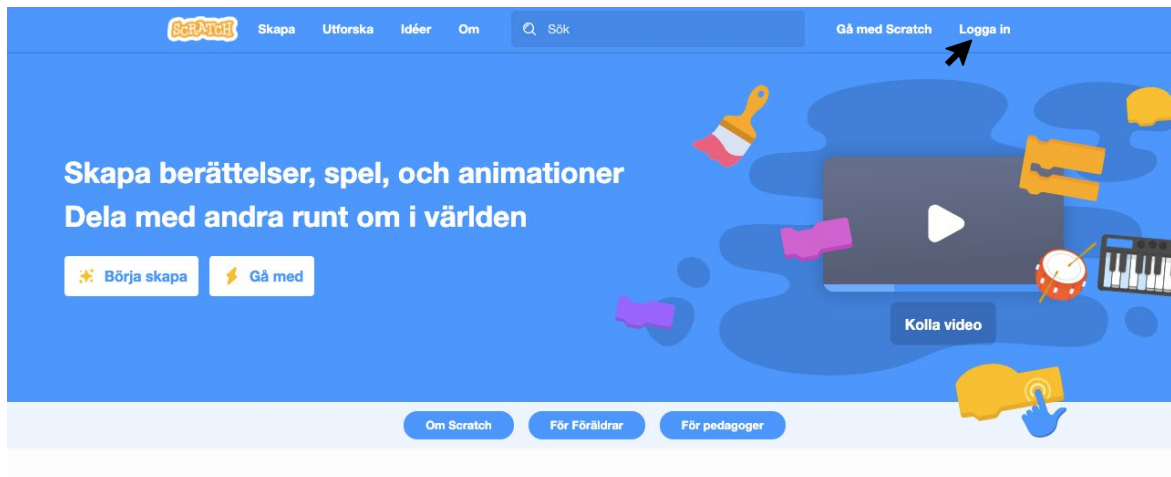 SCRATCH Skapa Utforska Idéer Om Sök Gå med Scratch Logga in
Skapa berättelser, spel, och animationer
Dela med andra runt om i världen
Börja skapa Gå med
Kolla video
Om Scratch För Föräldrar För pedagoger